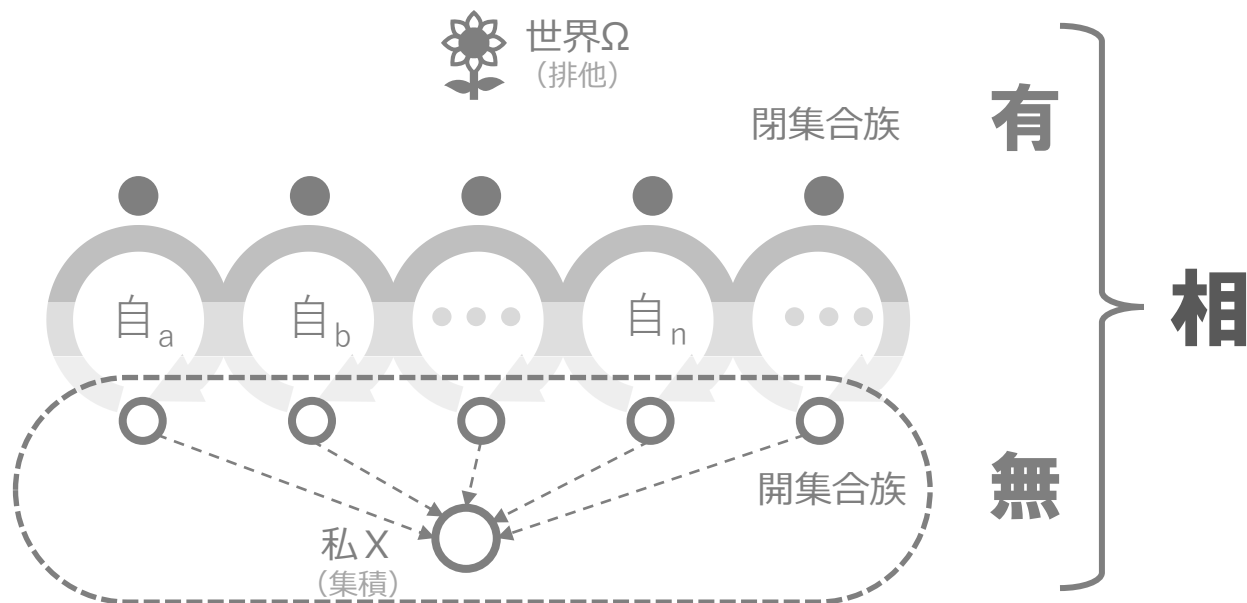 世界Ω
（排他）
閉集合族
有
相
自a
自b
•••
自n
•••
開集合族
無
私X
（集積）